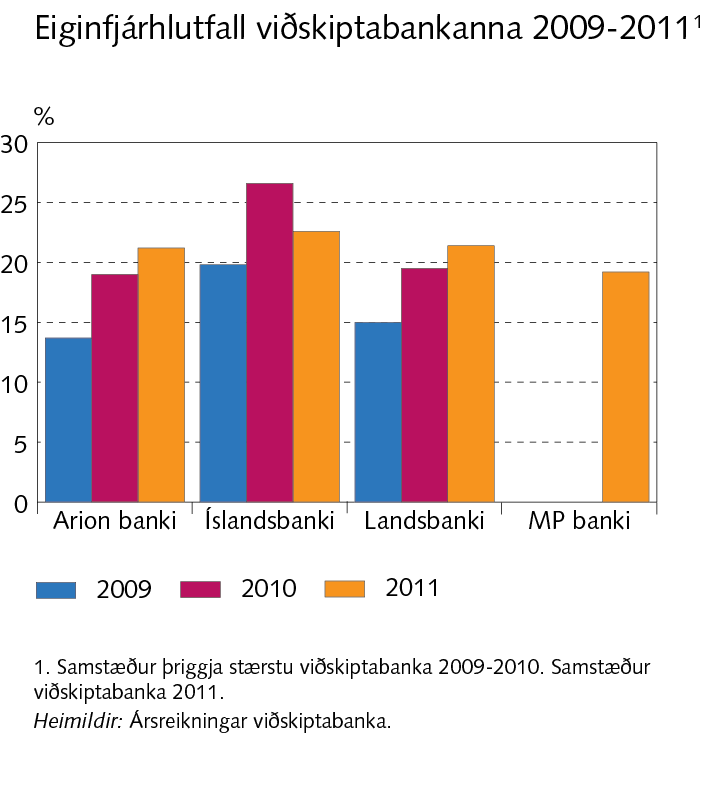 Eiginfjárhlutfall viðskiptabankanna 2009-2011¹
%
30
25
20
15
10
5
0
Arion banki Íslandsbanki Landsbanki MP banki
2009 2010 2011
1. Samstæður þriggja stærstu viðskiptabanka 2009-2010. Samstæður
viðskiptabanka 2011.
Heimildir: Ársreikningar viðskiptabanka.